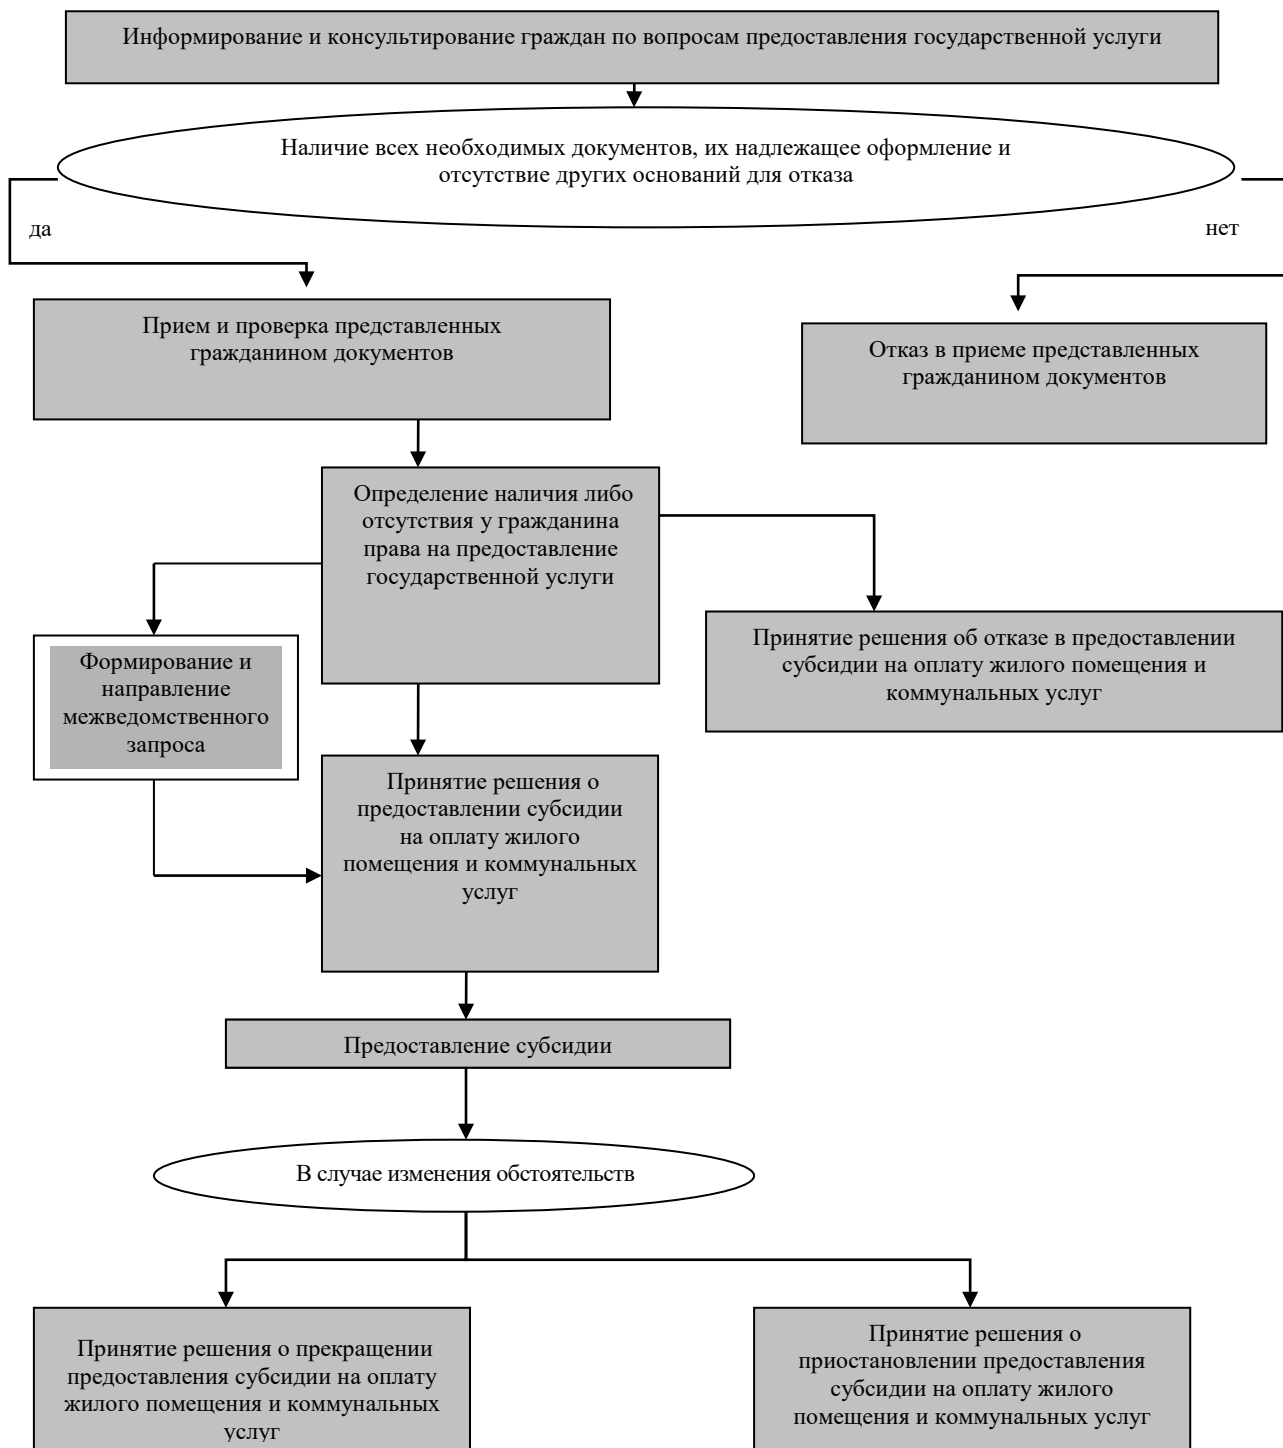 Информирование и консультирование граждан по вопросам предоставления государственной услуги
Наличие всех необходимых документов, их надлежащее оформление и
отсутствие других оснований для отказа
да
нет
Прием и проверка представленных
гражданином документов
Отказ в приеме представленных
гражданином документов
Определение наличия либо
отсутствия у гражданина
права на предоставление
государственной услуги
Принятие решения об отказе в предоставлении
субсидии на оплату жилого помещения и
коммунальных услуг
Формирование и
направление
межведомственного
запроса
Принятие решения о
предоставлении субсидии
на оплату жилого
помещения и коммунальных
услуг
Предоставление субсидии
В случае изменения обстоятельств
Принятие решения о прекращении
предоставления субсидии на оплату
жилого помещения и коммунальных
услуг
Принятие решения о
приостановлении предоставления
субсидии на оплату жилого
помещения и коммунальных услуг